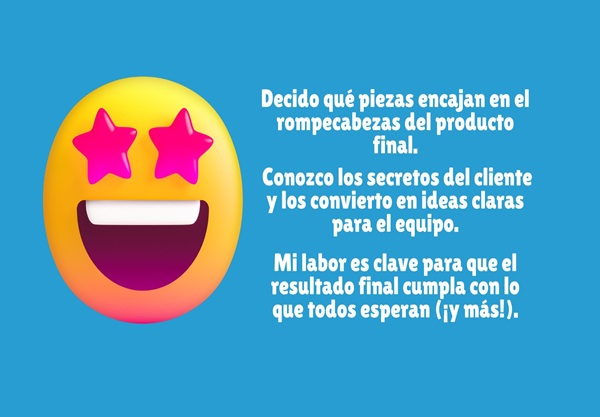 Decido qué piezas encajan en el
rompecabezas del producto
final.
Conozco los secretos del cliente
y los convierto en ideas claras
para el equipo.
Mi labor es clave para que el
resultado final cumpla con lo
que todos esperan (¡y más!).